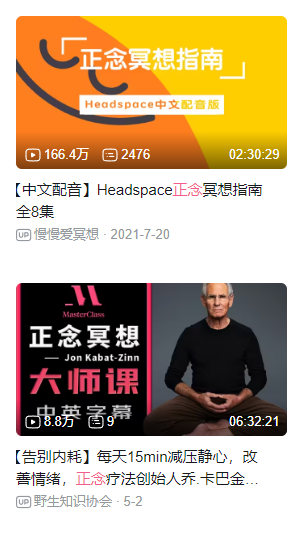 正念冥想指南
Headspace中文配音版
166.4万 2476 02:30:29
【中文配音】Headspace正念冥想指南
全8集
UP 慢慢爱冥想 · 2021-7-20
MasterClass
正念冥想
—— Jon Kabat-Zinn
大师课
中英字幕
8.8万 9 06:32:21
【告别内耗】每天15min减压静心，改
善情绪，正念疗法创始人乔.卡巴金…
UP 野生知识协会 · 5-2